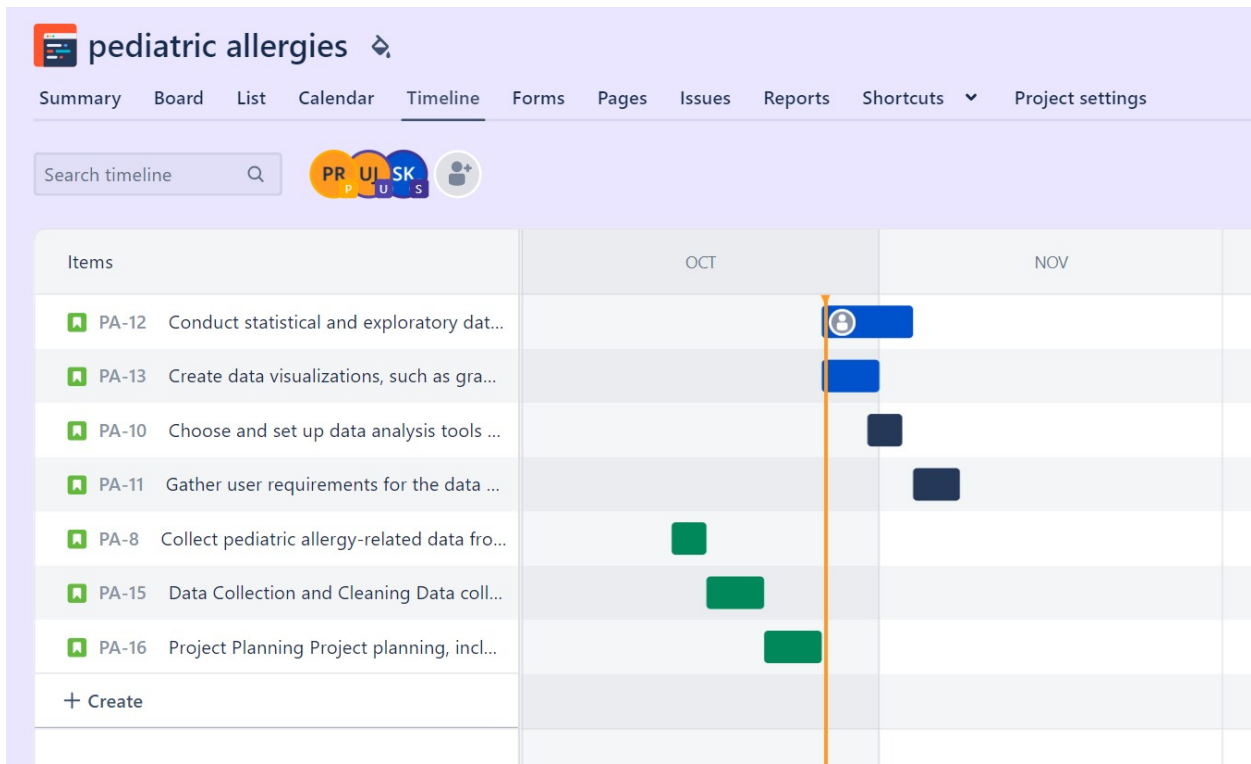 pediatric allergies
Summary Board List Calendar Timeline Forms Pages Issues Reports Shortcuts Project settings
Search timeline PR P UJ U SK S
Items OCT NOV
PA-12 Conduct statistical and exploratory dat...
PA-13 Create data visualizations, such as gra...
PA-10 Choose and set up data analysis tools ...
PA-11 Gather user requirements for the data ...
PA-8 Collect pediatric allergy-related data fro...
PA-15 Data Collection and Cleaning Data coll...
PA-16 Project Planning Project planning, incl...
+ Create